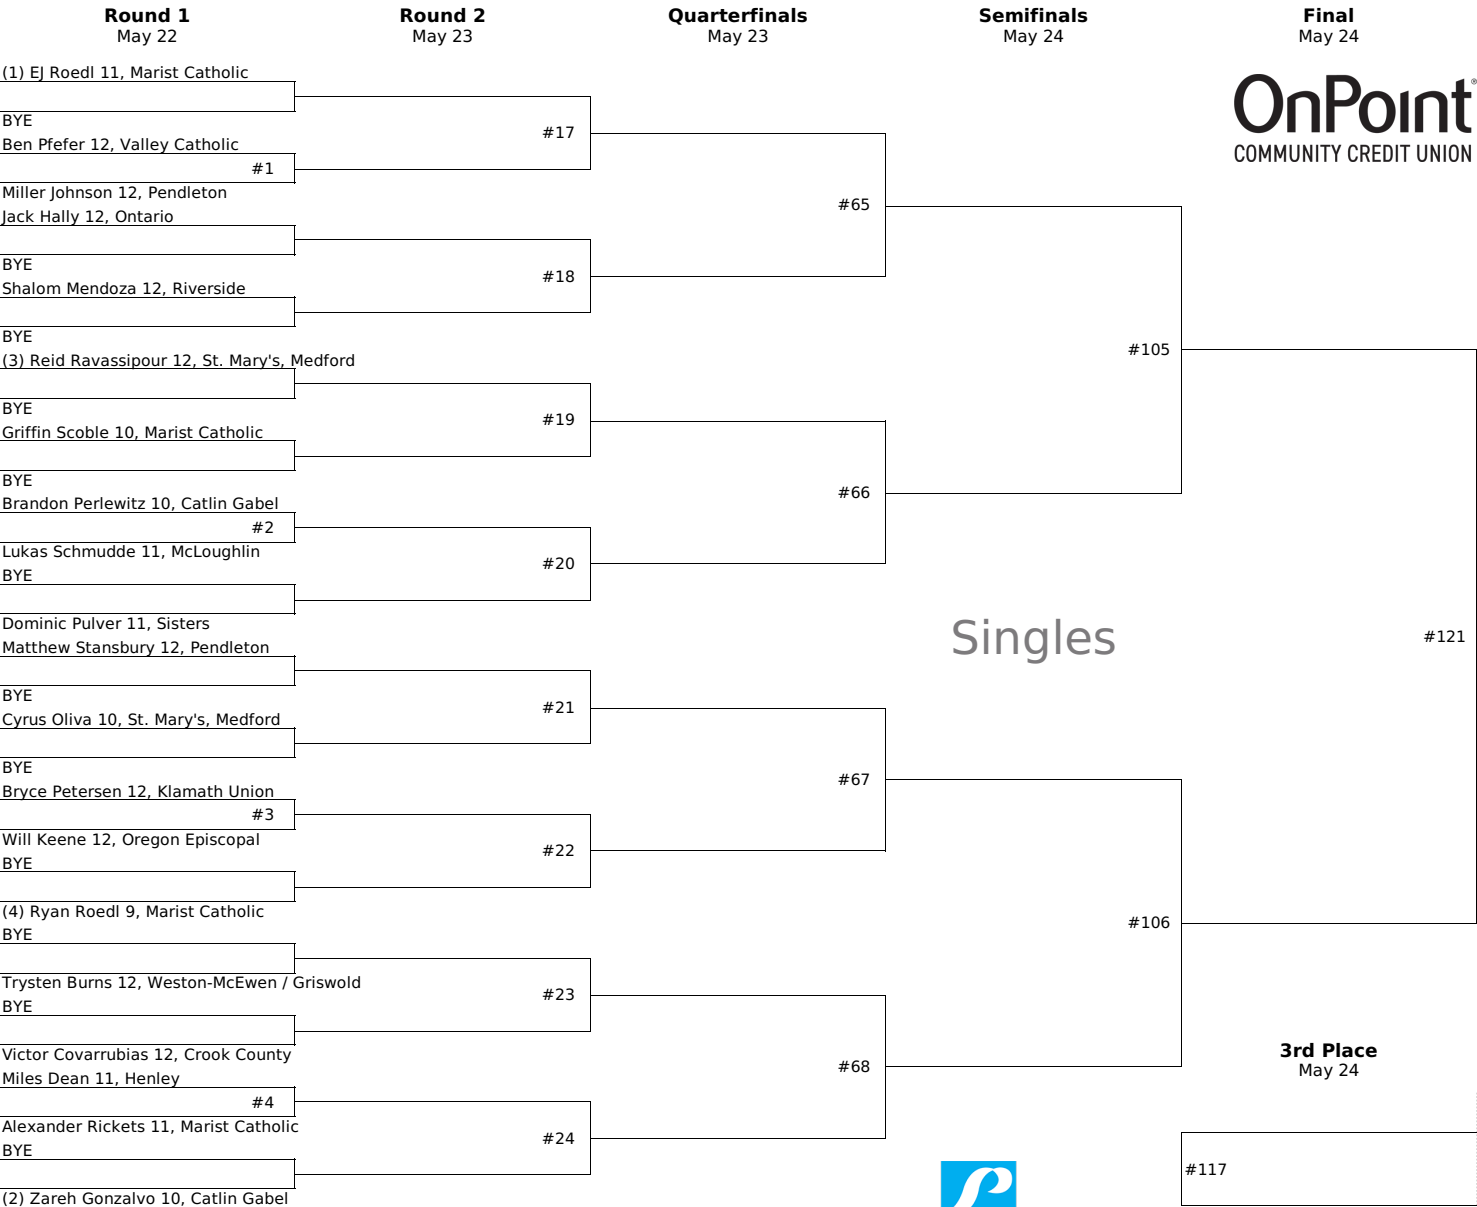 Round 1
May 22
Round 2
May 23
Quarterfinals
May 23
Semifinals
May 24
Final
May 24
OnPoint®
COMMUNITY CREDIT UNION
(1) EJ Roedl 11, Marist Catholic
BYE
#17
Ben Pfefer 12, Valley Catholic
#1
Miller Johnson 12, Pendleton
#65
Jack Hally 12, Ontario
BYE
#18
Shalom Mendoza 12, Riverside
BYE
#105
(3) Reid Ravassipour 12, St. Mary's, Medford
BYE
#19
Griffin Scoble 10, Marist Catholic
BYE
#66
Brandon Perlewitz 10, Catlin Gabel
#2
Lukas Schmudde 11, McLoughlin
#20
BYE
Dominic Pulver 11, Sisters
Singles
#121
Matthew Stansbury 12, Pendleton
BYE
#21
Cyrus Oliva 10, St. Mary's, Medford
BYE
#67
Bryce Petersen 12, Klamath Union
#3
Will Keene 12, Oregon Episcopal
#22
BYE
(4) Ryan Roedl 9, Marist Catholic
#106
BYE
Trysten Burns 12, Weston-McEwen / Griswold
#23
BYE
Victor Covarrubias 12, Crook County
#68
3rd Place
May 24
Miles Dean 11, Henley
#4
Alexander Rickets 11, Marist Catholic
#24
BYE
#117
(2) Zareh Gonzalvo 10, Catlin Gabel